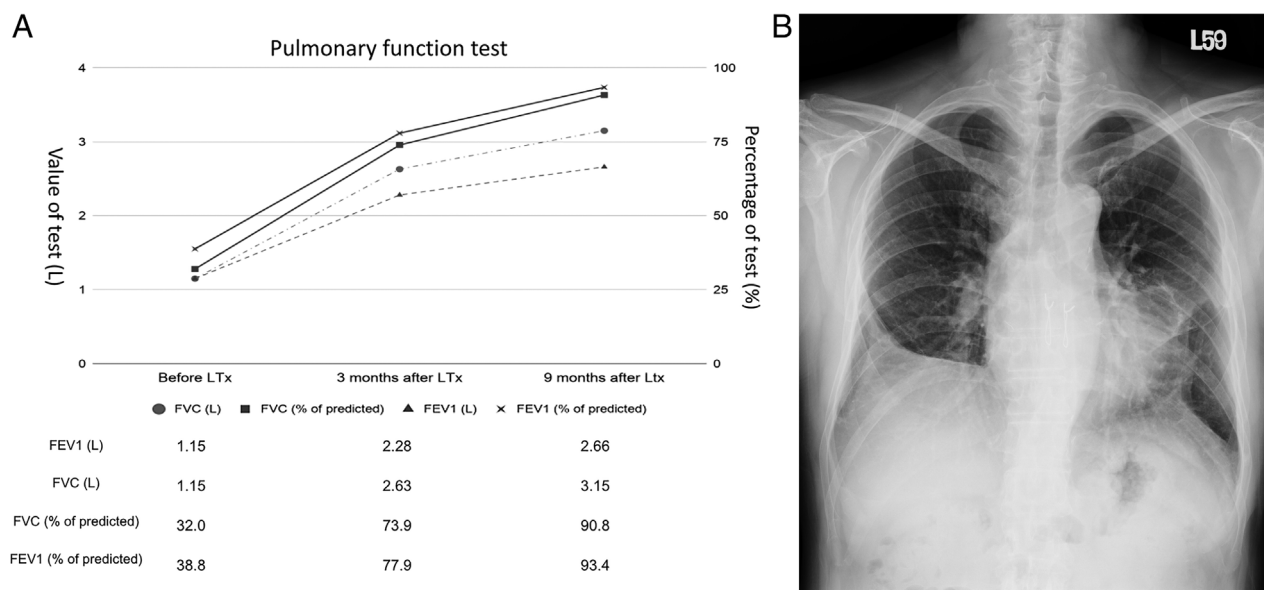 A
Pulmonary function test
4
3
2
1
0
Value of test (L)
100
75
50
25
0
Percentage of test (%)
Before LTx 3 months after LTx 9 months after Ltx
FVC (L) FVC (% of predicted) FEV1 (L) FEV1 (% of predicted)
FEV1 (L) 1.15 2.28 2.66
FVC (L) 1.15 2.63 3.15
FVC (% of predicted) 32.0 73.9 90.8
FEV1 (% of predicted) 38.8 77.9 93.4
B
L59